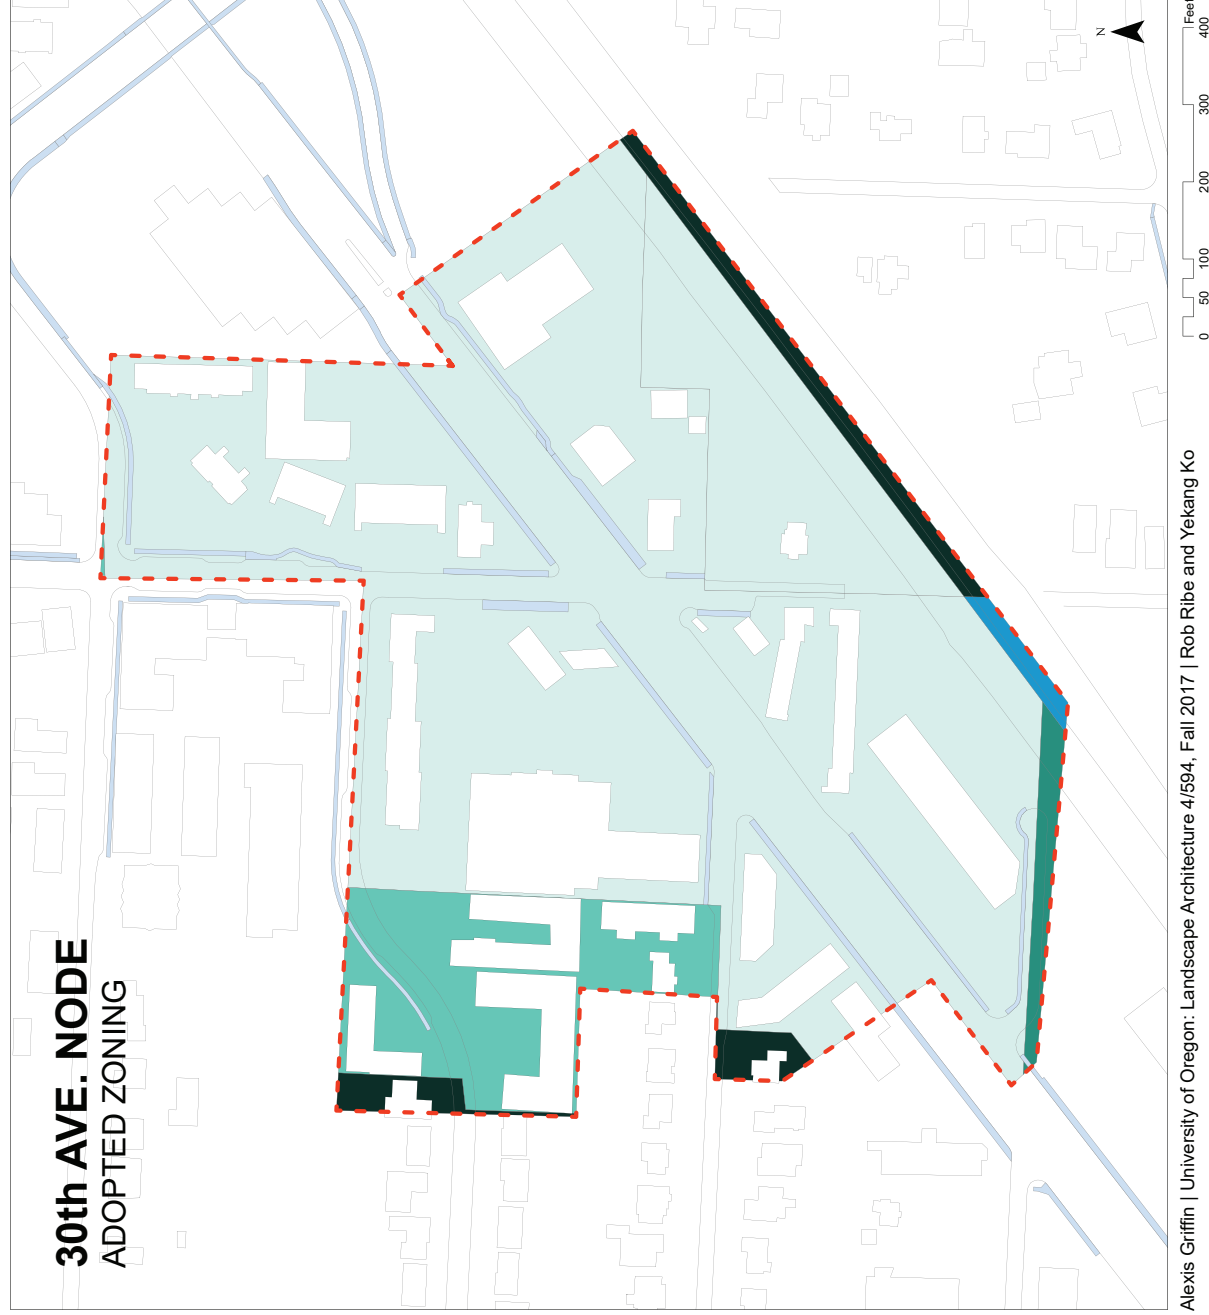 30th AVE. NODE
ADOPTED ZONING
N
0 50 100 200 300 400
Feet
Alexis Griffin | University of Oregon: Landscape Architecture 4/594, Fall 2017 | Rob Ribe and Yekang Ko